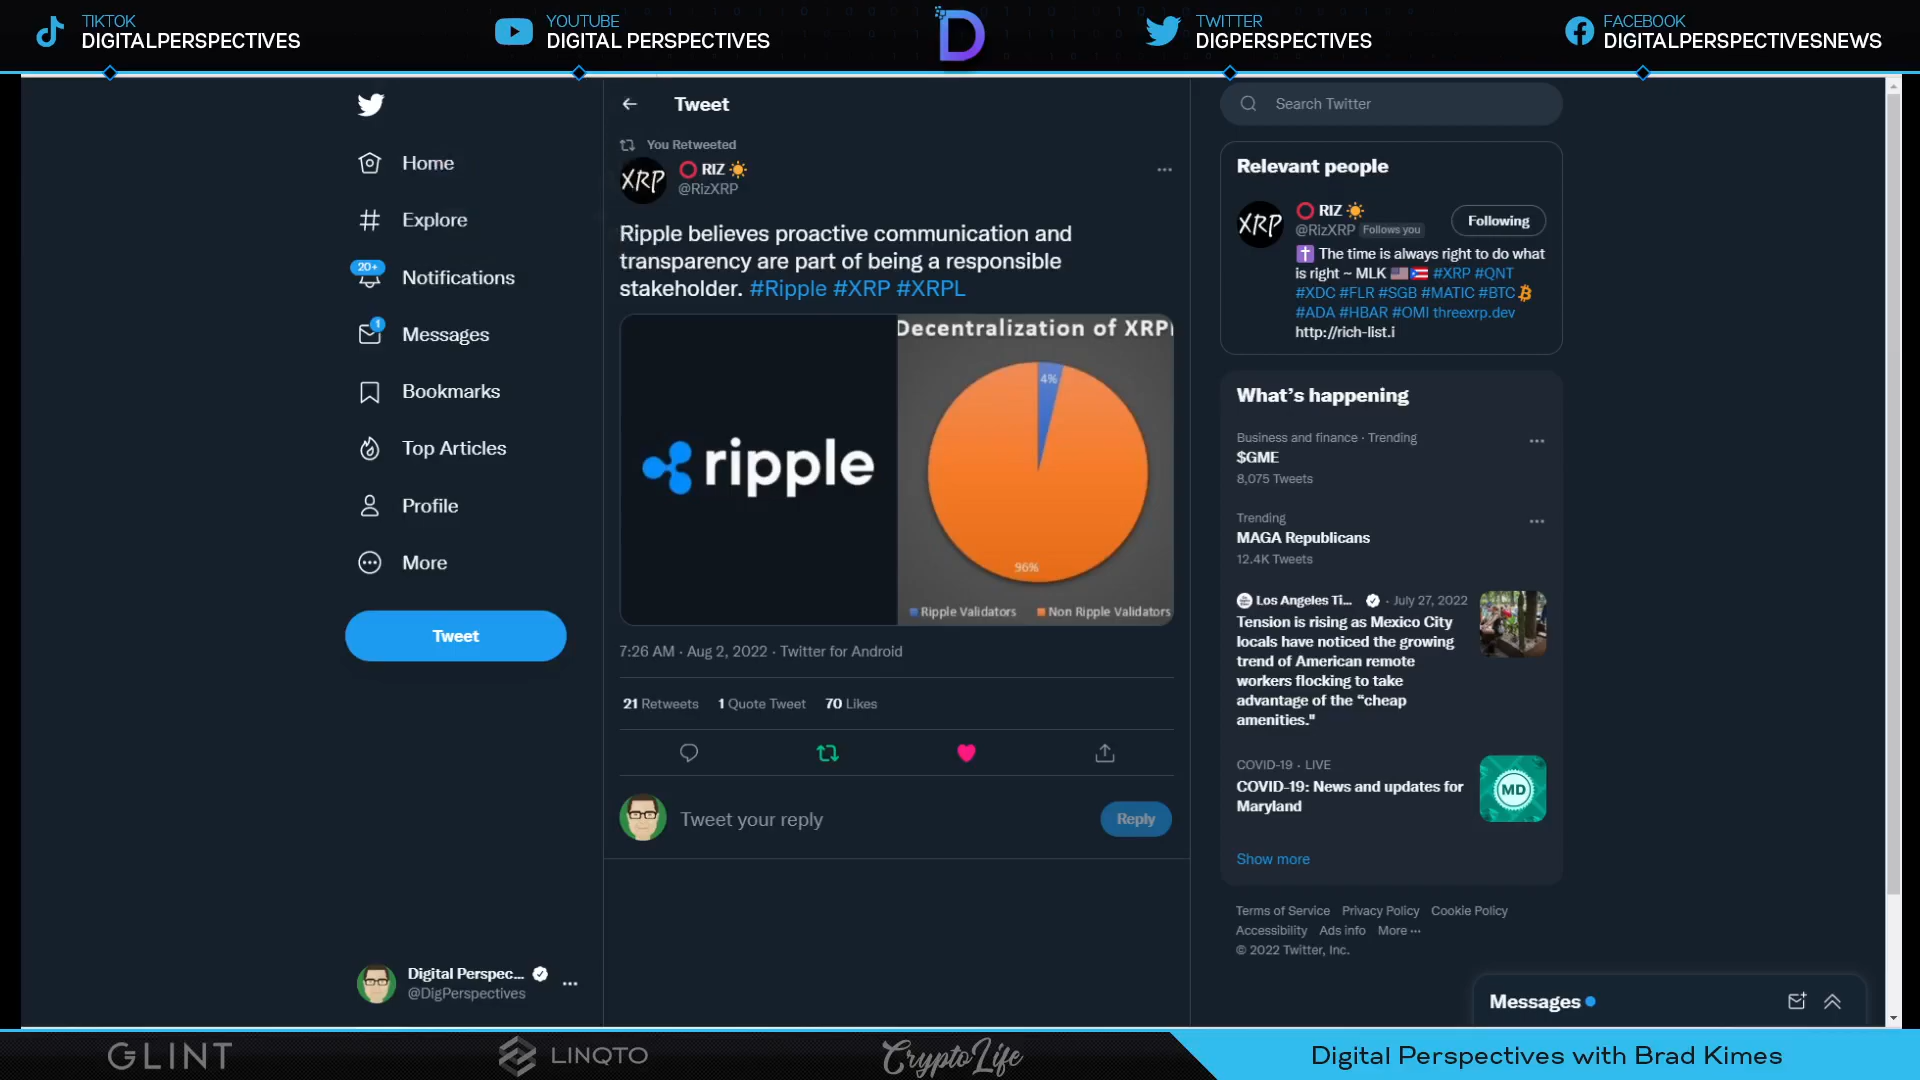 TIKTOK
DIGITALPERSPECTIVES
YOUTUBE
DIGITAL PERSPECTIVES
D
TWITTER
DIGPERSPECTIVES
FACEBOOK
DIGITALPERSPECTIVESNEWS
Home
Explore
20+
Notifications
1
Messages
Bookmarks
Top Articles
Profile
More
Tweet
Digital Perspec...
@DigPerspectives
Tweet
You Retweeted
XRP
RIZ
@RizXRP
Ripple believes proactive communication and
transparency are part of being a responsible
stakeholder. #Ripple #XRP #XRPL
ripple
Decentralization of XRP
4%
96%
Ripple Validators Non Ripple Validators
7:26 AM · Aug 2, 2022 · Twitter for Android
21 Retweets 1 Quote Tweet 70 Likes
Tweet your reply
Reply
Search Twitter
Relevant people
XRP
RIZ
@RizXRP Follows you
Following
The time is always right to do what
is right ~ MLK #XRP #QNT
#XDC #FLR #SGB #MATIC #BTC
#ADA #HBAR #OMI threexrp.dev
http://rich-list.i
What's happening
Business and finance · Trending
$GME
8,075 Tweets
Trending
MAGA Republicans
12.4K Tweets
Los Angeles Ti... · July 27, 2022
Tension is rising as Mexico City
locals have noticed the growing
trend of American remote
workers flocking to take
advantage of the “cheap
amenities."
COVID-19 · LIVE
COVID-19: News and updates for
Maryland
MD
Show more
Terms of Service Privacy Policy Cookie Policy
Accessibility Ads info More ···
© 2022 Twitter, Inc.
Messages
GLINT
LINQTO
CryptoLife
Digital Perspectives with Brad Kimes